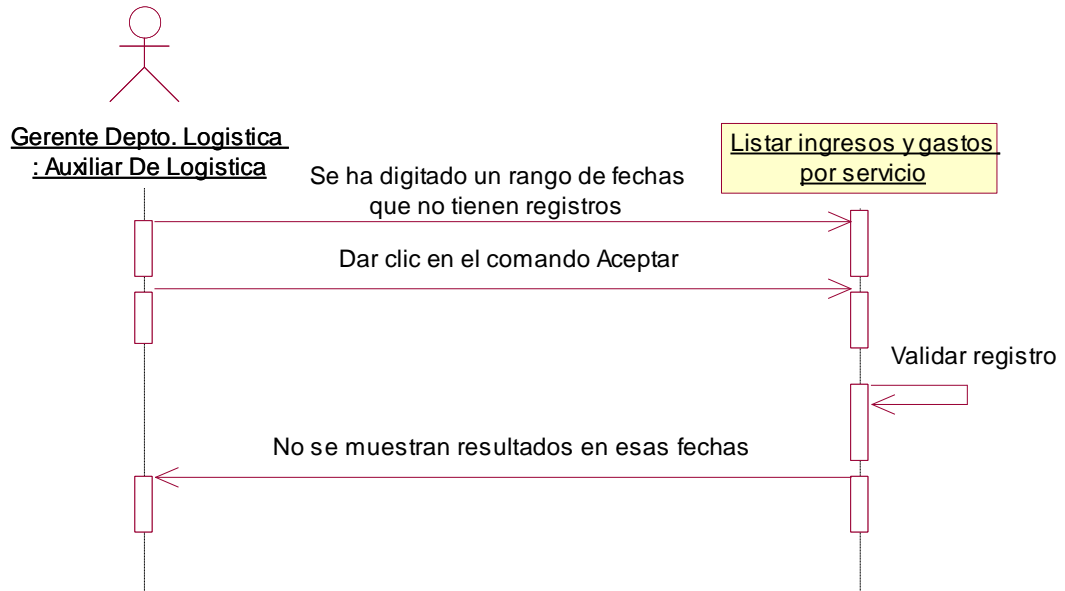 Gerente Depto. Logistica
: Auxiliar De Logistica
Listar ingresos y gastos
por servicio
Se ha digitado un rango de fechas
que no tienen registros
Dar clic en el comando Aceptar
Validar registro
No se muestran resultados en esas fechas